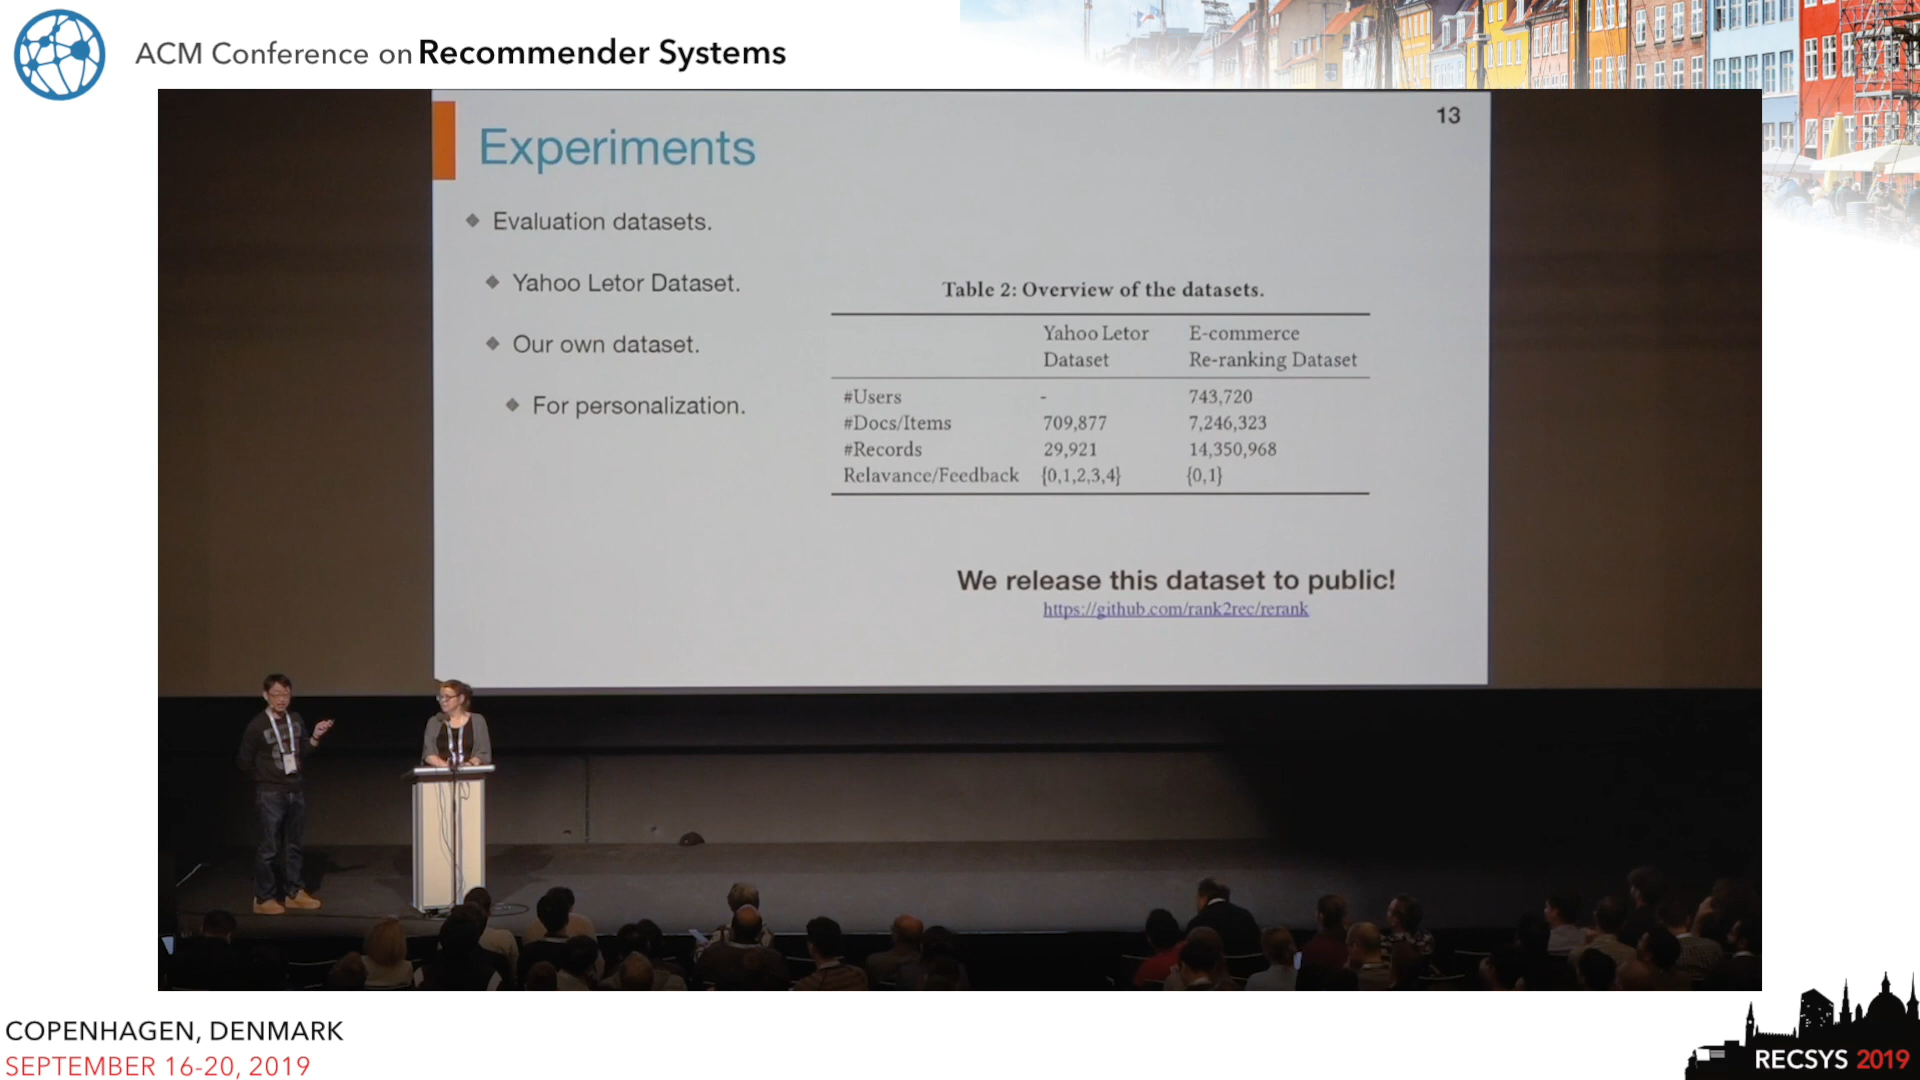 ACM Conference on Recommender Systems
13
Experiments
Evaluation datasets.
Yahoo Letor Dataset.
Our own dataset.
For personalization.
Table 2: Overview of the datasets.
Yahoo Letor Dataset E-commerce Re-ranking Dataset
#Users - 743,720
#Docs/Items 709,877 7,246,323
#Records 29,921 14,350,968
Relavance/Feedback {0,1,2,3,4} {0,1}
We release this dataset to public!
https://github.com/rank2rec/rerank
COPENHAGEN, DENMARK
SEPTEMBER 16-20, 2019
RECSYS 2019